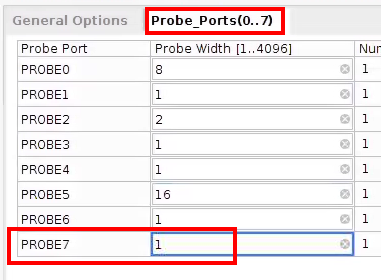 General Options Probe_Ports(0..7)
Probe Port Probe Width [1..4096] Nu
PROBE0 8 1
PROBE1 1 1
PROBE2 2 1
PROBE3 1 1
PROBE4 1 1
PROBE5 16 1
PROBE6 1 1
PROBE7 1 1